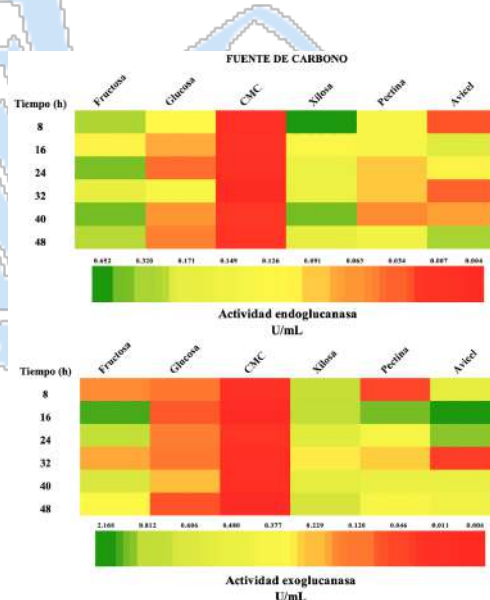 FUENTE DE CARBONO
Tiempo (h) Fructosa Glucosa CMC Xilosa Pectina Avicel
8
16
24
32
40
48
0.452 0.320 0.171 0.149 0.126 0.091 0.063 0.034 0.007 0.004
Actividad endoglucanasa
U/mL
Tiempo (h) Fructosa Glucosa CMC Xilosa Pectina Avicel
8
16
24
32
40
48
2.168 0.812 0.606 0.400 0.377 0.229 0.120 0.046 0.011 0.006
Actividad exoglucanasa
U/mL